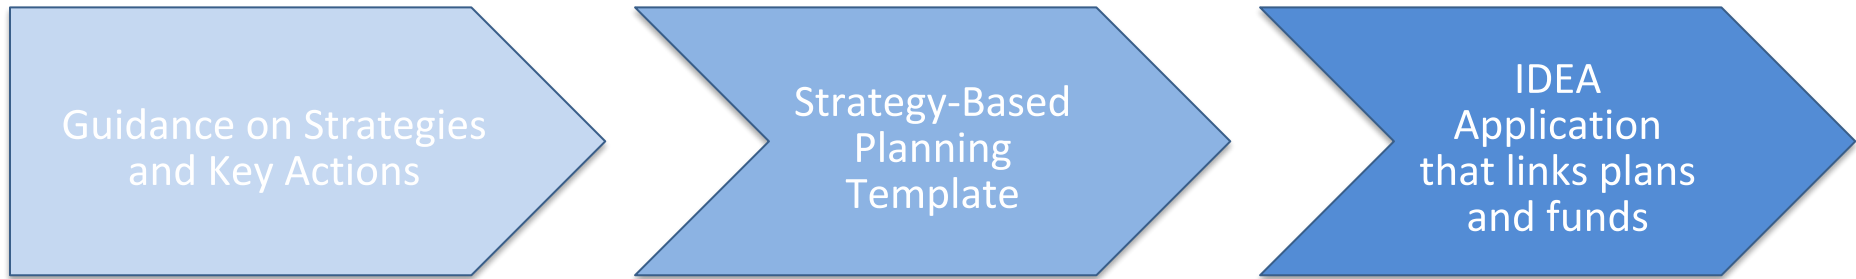 Guidance on Strategies
and Key Actions
Strategy-Based
Planning
Template
IDEA
Application
that links plans
and funds